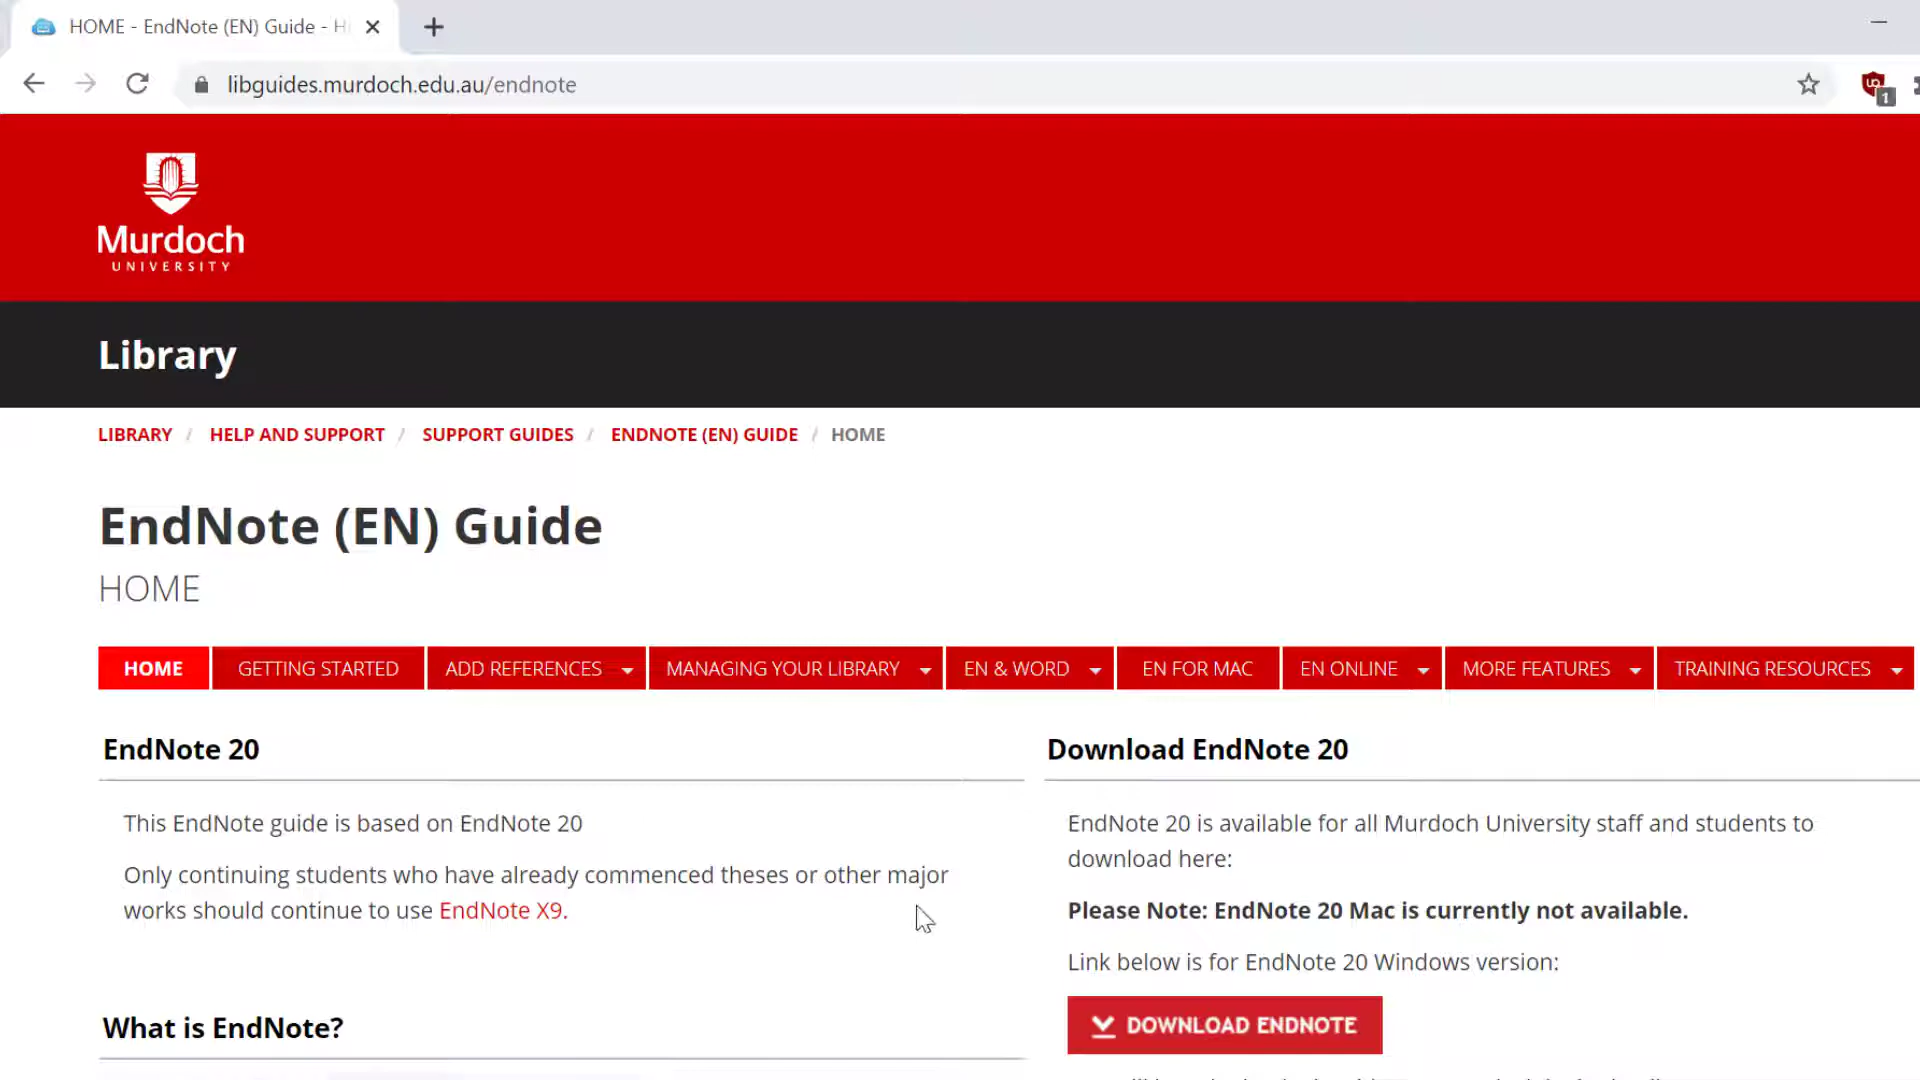 HOME - EndNote (EN) Guide - H
libguides.murdoch.edu.au/endnote
1
Murdoch
UNIVERSITY
Library
LIBRARY / HELP AND SUPPORT / SUPPORT GUIDES / ENDNOTE (EN) GUIDE / HOME
EndNote (EN) Guide
HOME
HOME GETTING STARTED ADD REFERENCES MANAGING YOUR LIBRARY EN & WORD EN FOR MAC EN ONLINE MORE FEATURES TRAINING RESOURCES
EndNote 20
This EndNote guide is based on EndNote 20
Only continuing students who have already commenced theses or other major
works should continue to use EndNote X9.
What is EndNote?
Download EndNote 20
EndNote 20 is available for all Murdoch University staff and students to
download here:
Please Note: EndNote 20 Mac is currently not available.
Link below is for EndNote 20 Windows version:
DOWNLOAD ENDNOTE